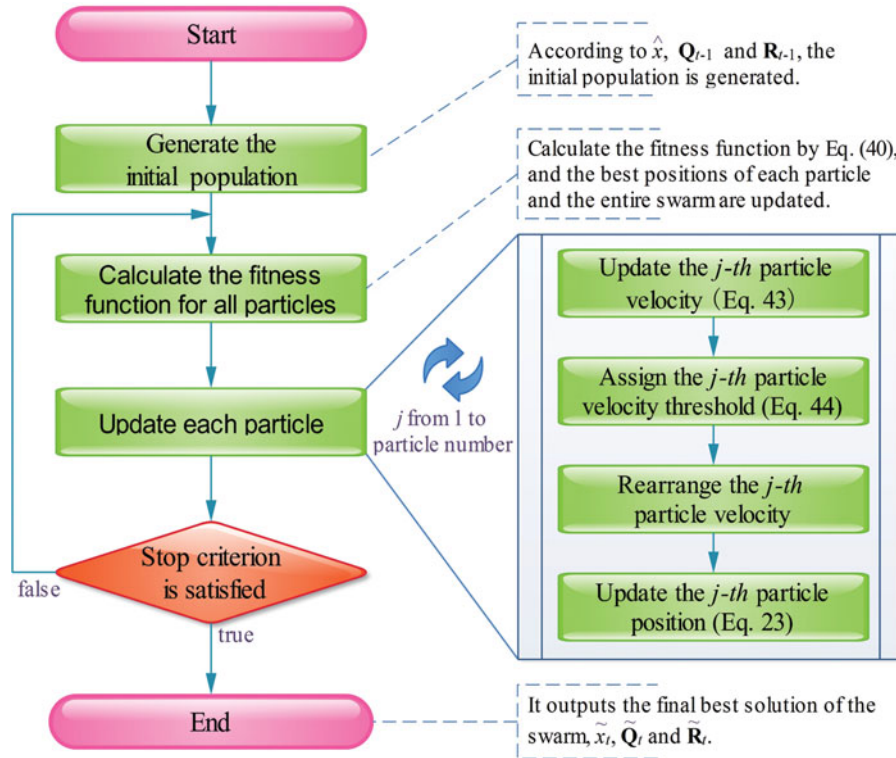 Start
According to x̂, Q_{t-1} and R_{t-1}, the
initial population is generated.
Generate the
initial population
Calculate the fitness function by Eq. (40),
and the best positions of each particle
and the entire swarm are updated.
Calculate the fitness
function for all particles
Update each particle
j from 1 to
particle number
Update the j-th particle
velocity (Eq. 43)
Assign the j-th particle
velocity threshold (Eq. 44)
Rearrange the j-th
particle velocity
Update the j-th particle
position (Eq. 23)
Stop criterion
is satisfied
false
true
End
It outputs the final best solution of the
swarm, x̃_t, Q̃_t and R̃_t.